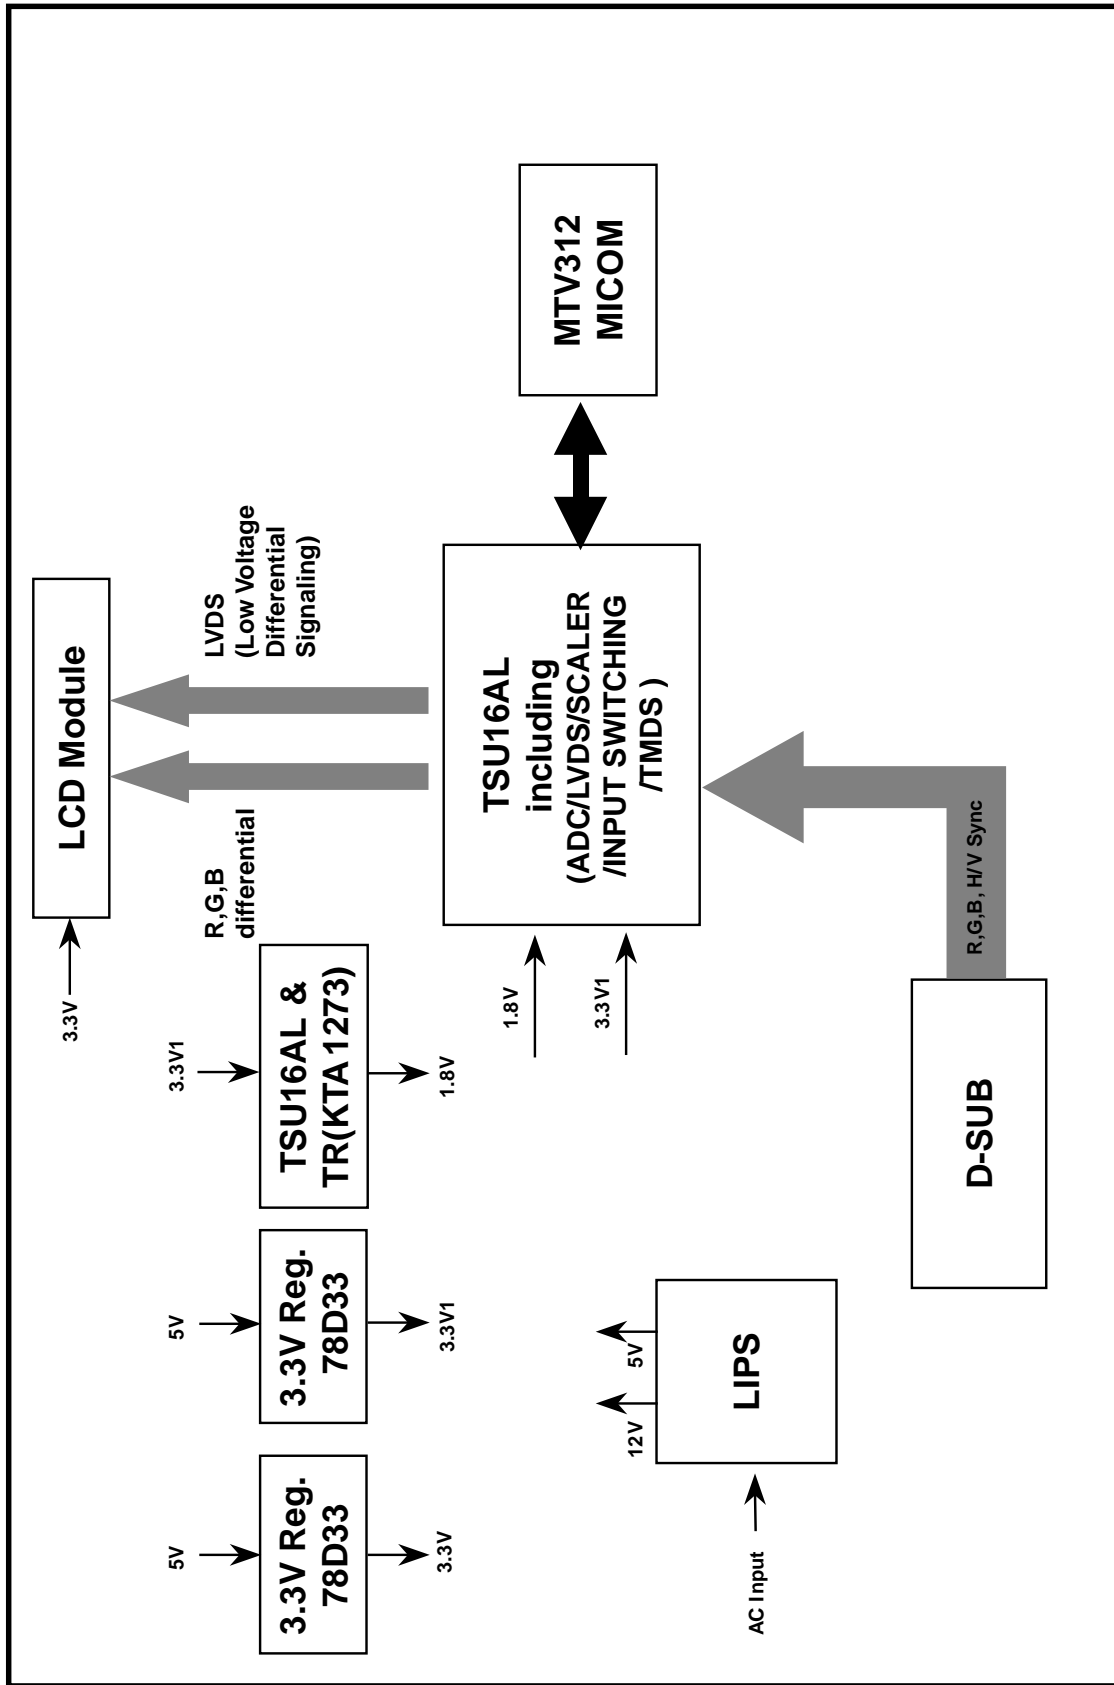 3.3V
LCD Module
R,G,B
differential
LVDS
(Low Voltage
Differential
Signaling)
5V
3.3V Reg.
78D33
3.3V
5V
3.3V Reg.
78D33
3.3V1
3.3V1
TSU16AL &
TR(KTA1273)
1.8V
1.8V
3.3V1
TSU16AL
including
(ADC/LVDS/SCALER
/INPUT SWITCHING
/TMDS )
MTV312
MICOM
AC Input
12V
5V
LIPS
D-SUB
R,G,B, H/V Sync